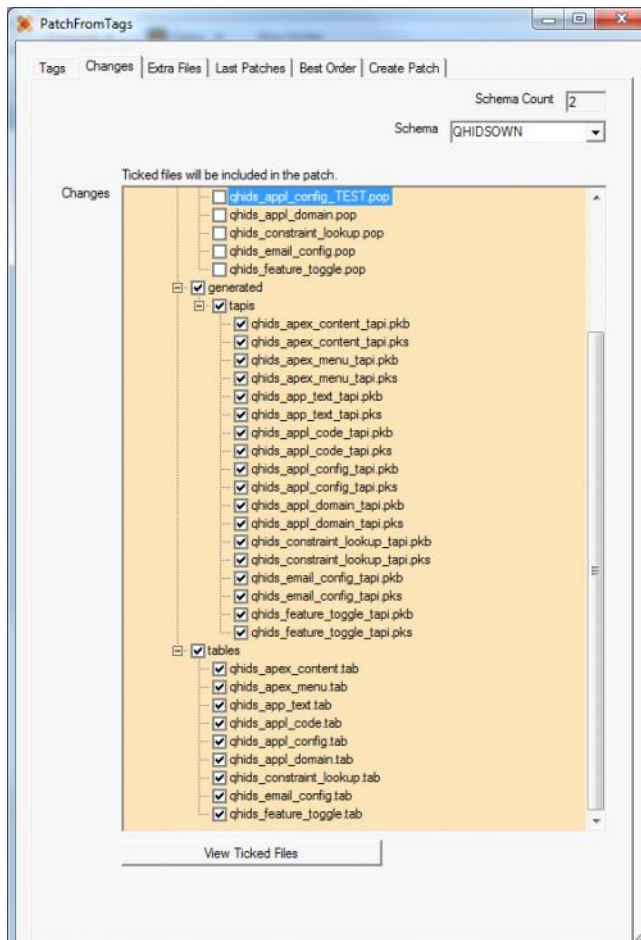 PatchFromTags
Tags Changes Extra Files Last Patches Best Order Create Patch
Schema Count 2
Schema QHIDSOWN
Ticked files will be included in the patch.
Changes
qhids_appl_config_TEST.pop
qhids_appl_domain.pop
qhids_constraint_lookup.pop
qhids_email_config.pop
qhids_feature_toggle.pop
generated
tapis
qhids_apex_content_tapi.pkb
qhids_apex_content_tapi.pks
qhids_apex_menu_tapi.pkb
qhids_apex_menu_tapi.pks
qhids_app_text_tapi.pkb
qhids_app_text_tapi.pks
qhids_appl_code_tapi.pkb
qhids_appl_code_tapi.pks
qhids_appl_config_tapi.pkb
qhids_appl_config_tapi.pks
qhids_appl_domain_tapi.pkb
qhids_appl_domain_tapi.pks
qhids_constraint_lookup_tapi.pkb
qhids_constraint_lookup_tapi.pks
qhids_email_config_tapi.pkb
qhids_email_config_tapi.pks
qhids_feature_toggle_tapi.pkb
qhids_feature_toggle_tapi.pks
tables
qhids_apex_content.tab
qhids_apex_menu.tab
qhids_app_text.tab
qhids_appl_code.tab
qhids_appl_config.tab
qhids_appl_domain.tab
qhids_constraint_lookup.tab
qhids_email_config.tab
qhids_feature_toggle.tab
View Ticked Files